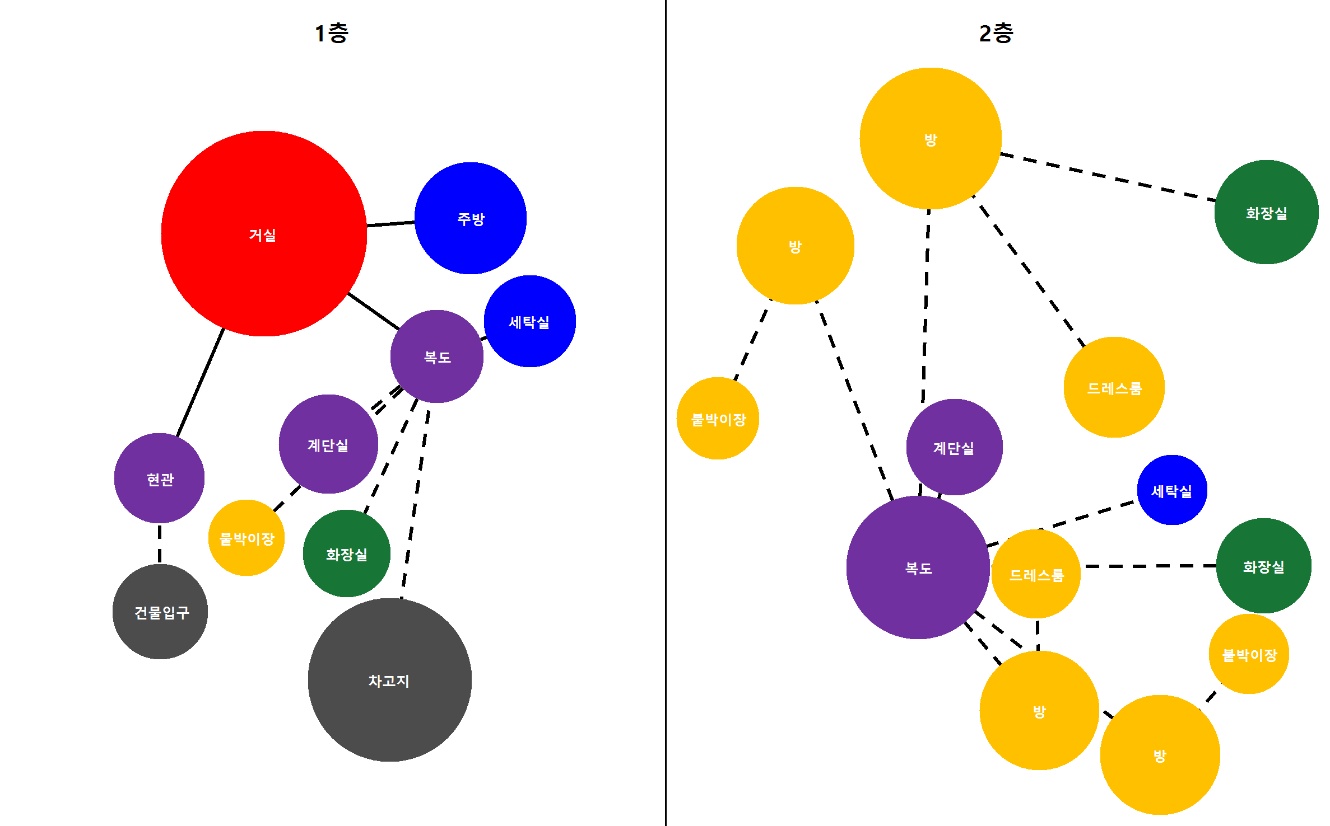 1층
거실
주방
세탁실
복도
계단실
현관
붙박이장
화장실
건물입구
차고지
2층
방
화장실
방
드레스룸
붙박이장
계단실
세탁실
복도
드레스룸
화장실
붙박이장
방
방